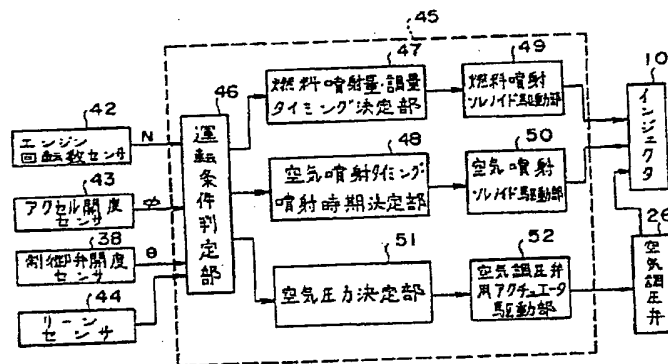 45
42
エンジン
回転数センサ
N
43
アクセル開度
センサ
φ
38
制御弁開度
センサ
θ
44
リーン
センサ
46
運転条件判定部
47
燃料噴射量・調量
タイミング決定部
48
空気噴射タイミング・
噴射時期決定部
51
空気圧力決定部
49
燃料噴射
ソレノイド駆動部
50
空気噴射
ソレノイド駆動部
52
空気調圧弁
用アクチュエータ
駆動部
10
インジェクタ
26
空気調圧弁